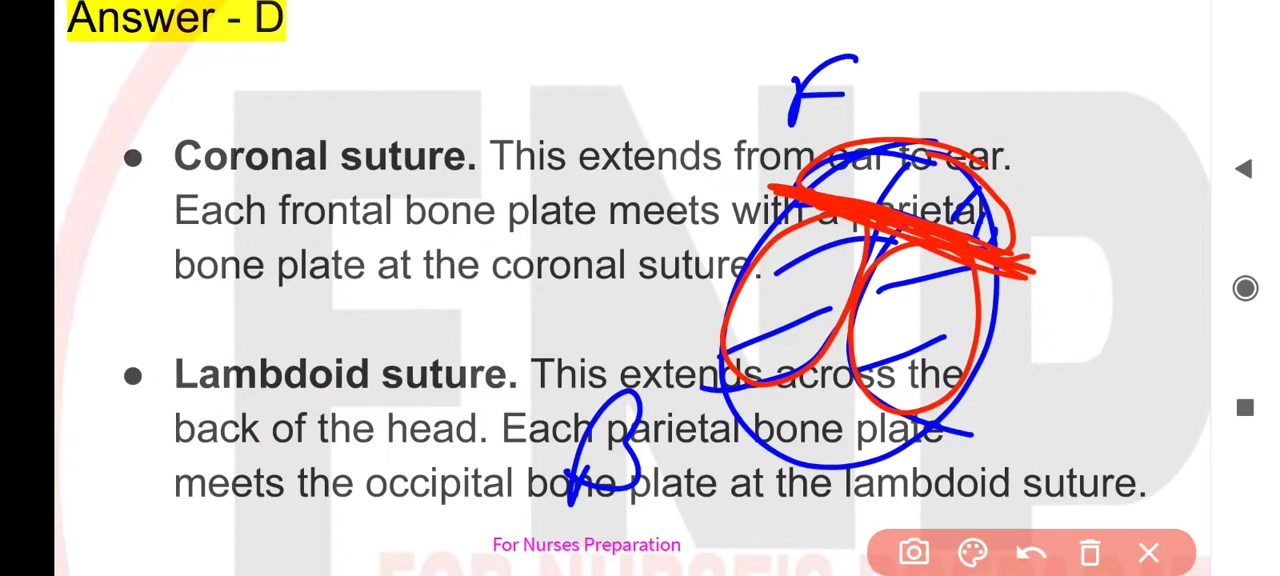 Answer - D
F
● Coronal suture. This extends from ear to ear.
Each frontal bone plate meets with a parietal
bone plate at the coronal suture.
● Lambdoid suture. This extends across the
back of the head. Each parietal bone plate
meets the occipital bone plate at the lambdoid suture.
B
For Nurses Preparation
FNP